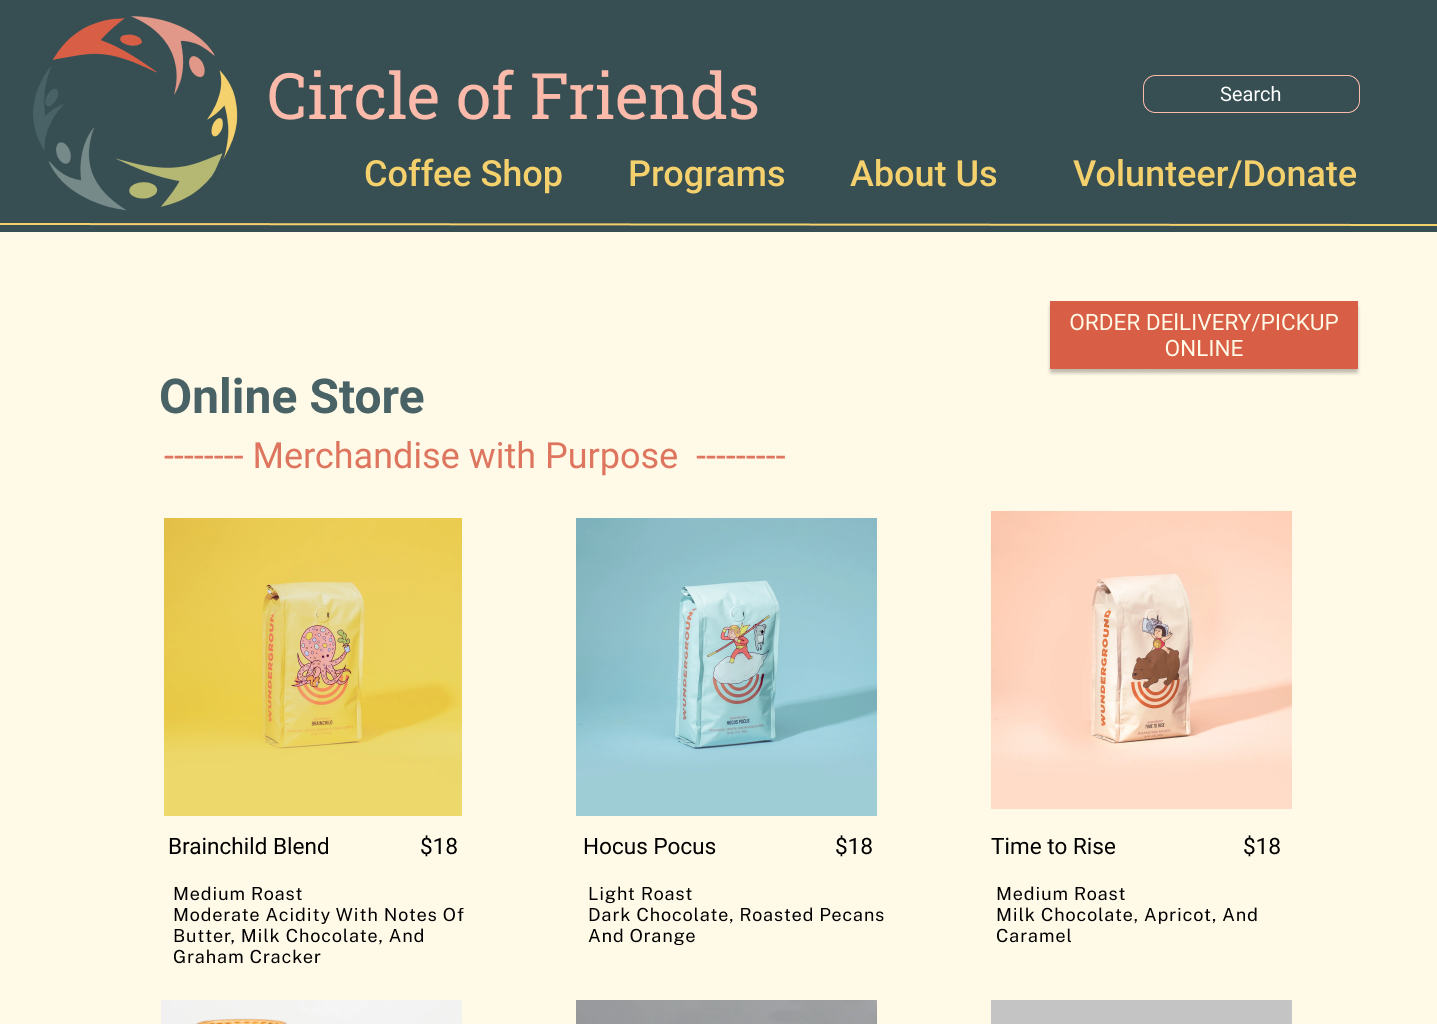 Circle of Friends
Search
Coffee Shop Programs About Us Volunteer/Donate
ORDER DEILIVERY/PICKUP
ONLINE
Online Store
-------- Merchandise with Purpose ---------
WUNDERGROUND
BRAINCHILD
WUNDERGROUND
HOCUS POCUS
WUNDERGROUND
TIME TO RISE
Brainchild Blend $18
Medium Roast
Moderate Acidity With Notes Of
Butter, Milk Chocolate, And
Graham Cracker
Hocus Pocus $18
Light Roast
Dark Chocolate, Roasted Pecans
And Orange
Time to Rise $18
Medium Roast
Milk Chocolate, Apricot, And
Caramel